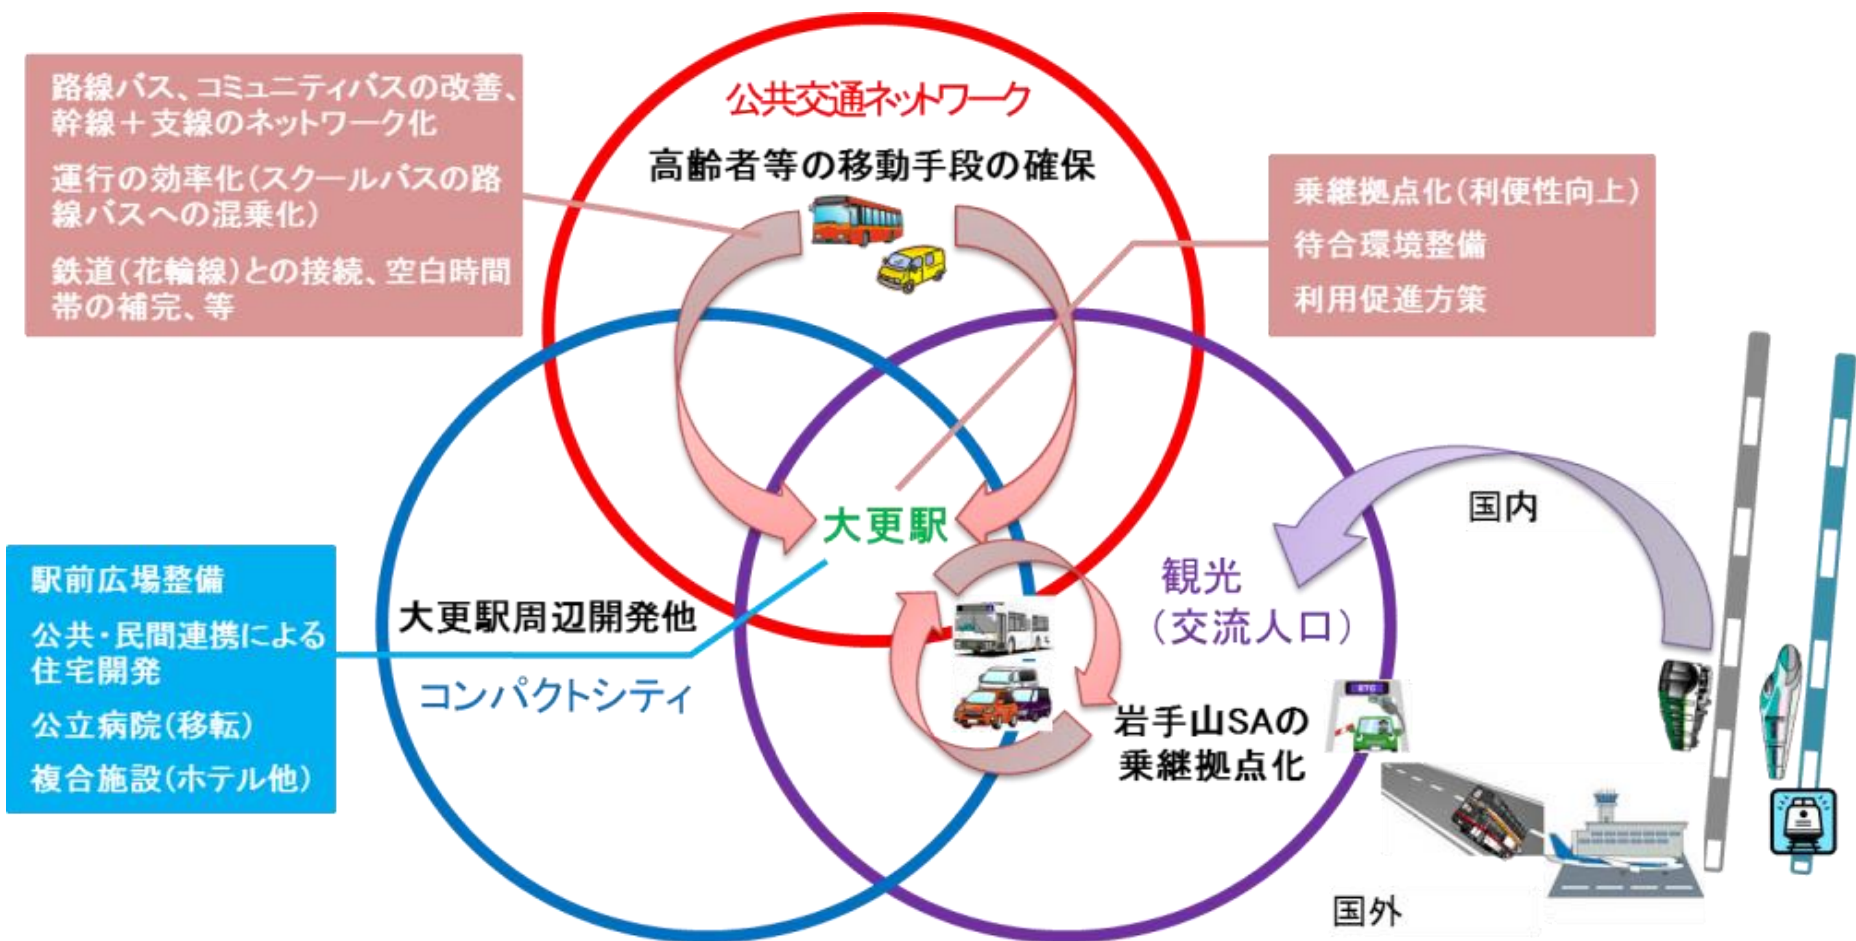 公共交通ネットワーク
高齢者等の移動手段の確保
路線バス、コミュニティバスの改善、
幹線＋支線のネットワーク化
運行の効率化(スクールバスの路
線バスへの混乗化)
鉄道(花輪線)との接続、空白時間
帯の補完、等
乗継拠点化(利便性向上)
待合環境整備
利用促進方策
大更駅
国内
観光
(交流人口)
駅前広場整備
公共・民間連携による
住宅開発
公立病院(移転)
複合施設(ホテル他)
大更駅周辺開発他
コンパクトシティ
岩手山SAの
乗継拠点化
ETC
国外